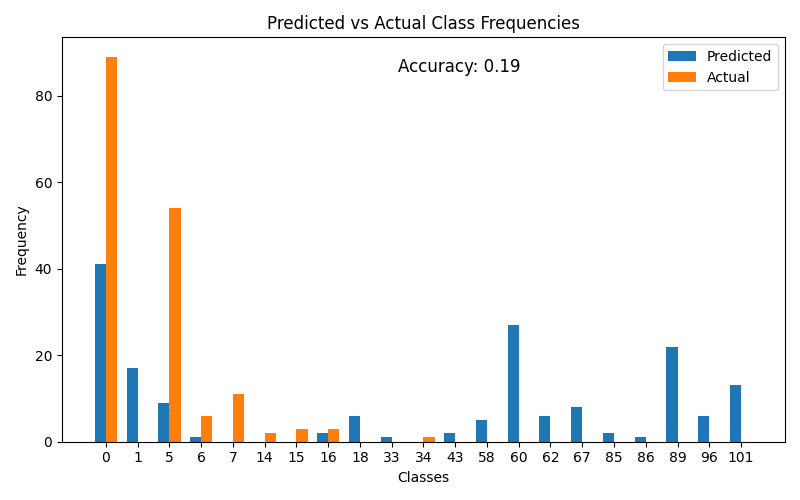 Predicted vs Actual Class Frequencies
Accuracy: 0.19
Predicted
Actual
80
60
40
20
0
Frequency
0 1 5 6 7 14 15 16 18 33 34 43 58 60 62 67 85 86 89 96 101
Classes